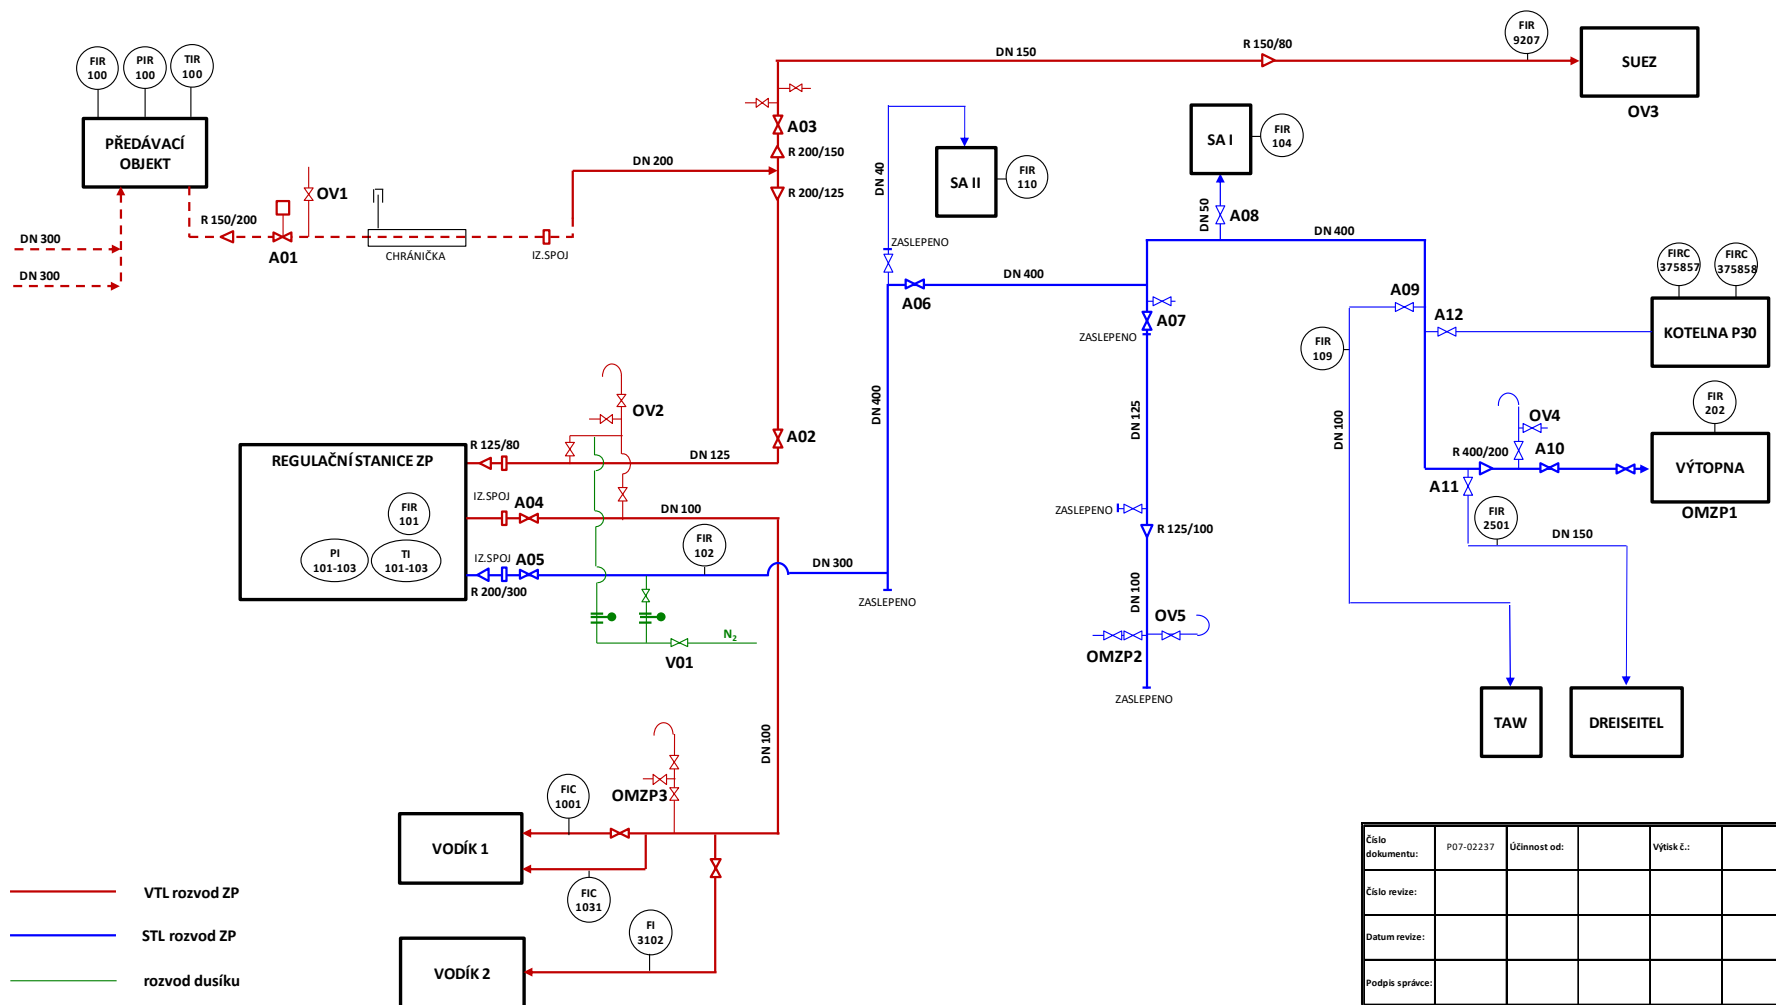 FIR
100
PIR
100
TIR
100
PŘEDÁVACÍ
OBJEKT
DN 300
DN 300
R 150/200
A01
OV1
CHRÁNIČKA
IZ.SPOJ
DN 200
DN 150
R 150/80
FIR
9207
SUEZ
OV3
A03
R 200/150
R 200/125
DN 40
SA II
FIR
110
SA I
FIR
104
DN 50
A08
ZASLEPENO
A06
DN 400
DN 400
A07
ZASLEPENO
A09
A12
FIRC
375857
FIRC
375858
KOTELNA P30
FIR
109
FIR
202
OV2
A02
DN 400
DN 125
DN 100
OV4
A10
R 400/200
VÝTOPNA
OMZP1
A11
FIR
2501
DN 150
REGULAČNÍ STANICE ZP
R 125/80
DN 125
IZ.SPOJ
A04
DN 100
FIR
101
PI
101-103
TI
101-103
IZ.SPOJ
A05
R 200/300
FIR
102
DN 300
ZASLEPENO
ZASLEPENO
R 125/100
DN 100
OV5
OMZP2
ZASLEPENO
N2
V01
TAW
DREISEITEL
DN 100
OMZP3
FIC
1001
VODÍK 1
FIC
1031
FI
3102
VODÍK 2
VTL rozvod ZP
STL rozvod ZP
rozvod dusíku
Číslo
dokumentu:
P07-02237
Účinnost od:
Výtisk č.:
Číslo revize:
Datum revize:
Podpis správce: